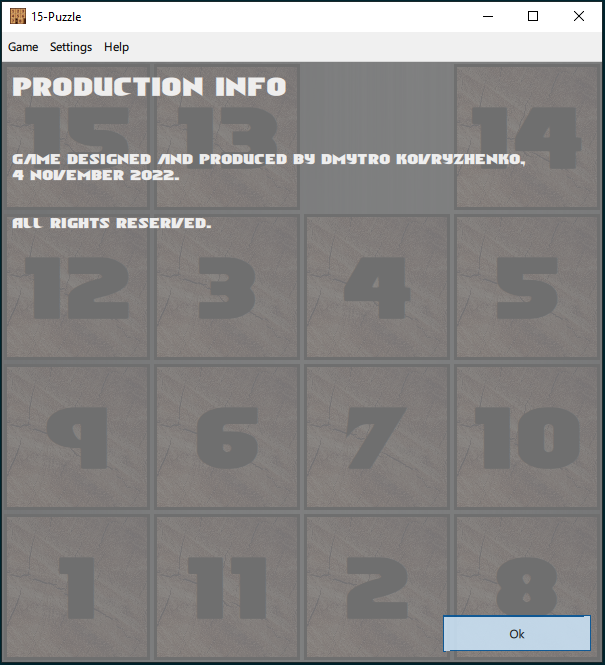 15-Puzzle
Game Settings Help
PRODUCTION INFO
15 13 14
GAME DESIGNED AND PRODUCED BY DMYTRO KOVRYZHENKO,
4 NOVEMBER 2022.
ALL RIGHTS RESERVED.
12 3 4 5
9 6 7 10
1 11 2 8
Ok